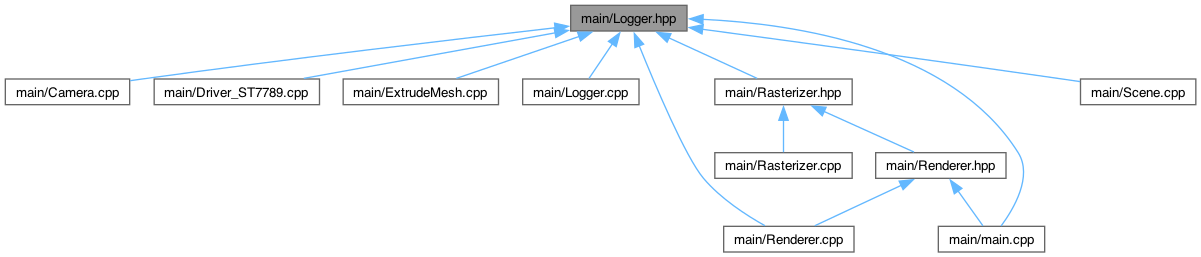 main/Logger.hpp
main/Camera.cpp
main/Driver_ST7789.cpp
main/ExtrudeMesh.cpp
main/Logger.cpp
main/Rasterizer.hpp
main/Scene.cpp
main/Rasterizer.cpp
main/Renderer.hpp
main/Renderer.cpp
main/main.cpp